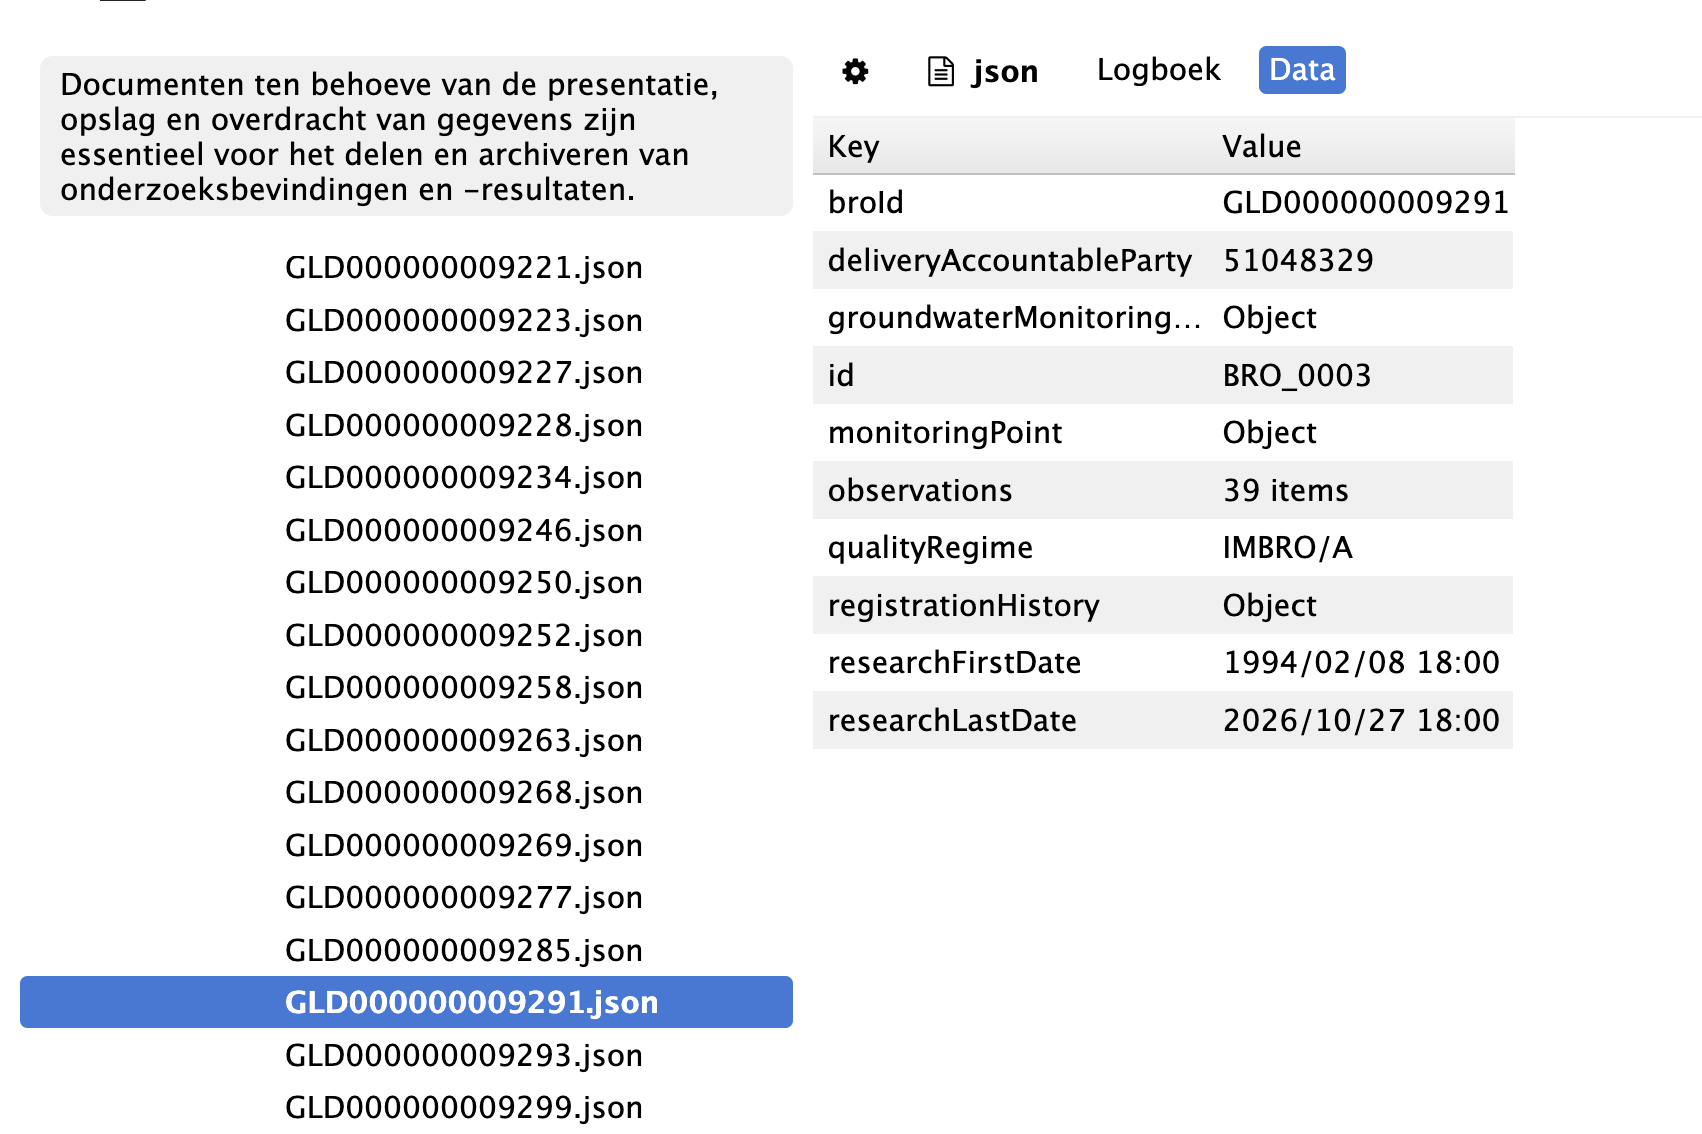 Documenten ten behoeve van de presentatie,
opslag en overdracht van gegevens zijn
essentieel voor het delen en archiveren van
onderzoeksbevindingen en -resultaten.
GLD000000009221.json
GLD000000009223.json
GLD000000009227.json
GLD000000009228.json
GLD000000009234.json
GLD000000009246.json
GLD000000009250.json
GLD000000009252.json
GLD000000009258.json
GLD000000009263.json
GLD000000009268.json
GLD000000009269.json
GLD000000009277.json
GLD000000009285.json
GLD000000009291.json
GLD000000009293.json
GLD000000009299.json
json Logboek Data
Key Value
broId GLD000000009291
deliveryAccountableParty 51048329
groundwaterMonitoring... Object
id BRO_0003
monitoringPoint Object
observations 39 items
qualityRegime IMBRO/A
registrationHistory Object
researchFirstDate 1994/02/08 18:00
researchLastDate 2026/10/27 18:00